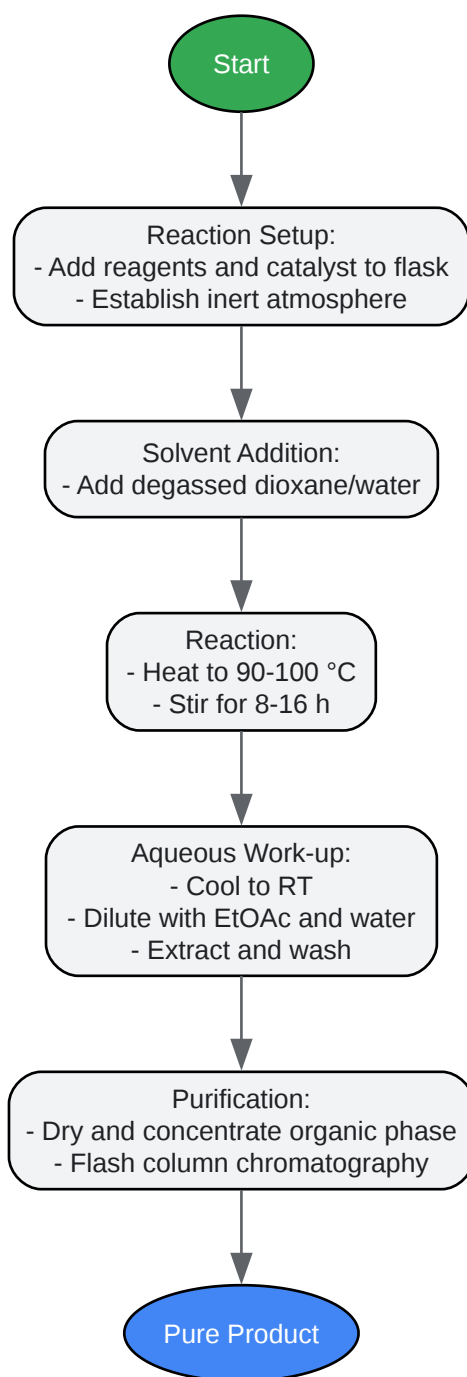 Start
Reaction Setup:
- Add reagents and catalyst to flask
- Establish inert atmosphere
Solvent Addition:
- Add degassed dioxane/water
Reaction:
- Heat to 90-100 °C
- Stir for 8-16 h
Aqueous Work-up:
- Cool to RT
- Dilute with EtOAc and water
- Extract and wash
Purification:
- Dry and concentrate organic phase
- Flash column chromatography
Pure Product